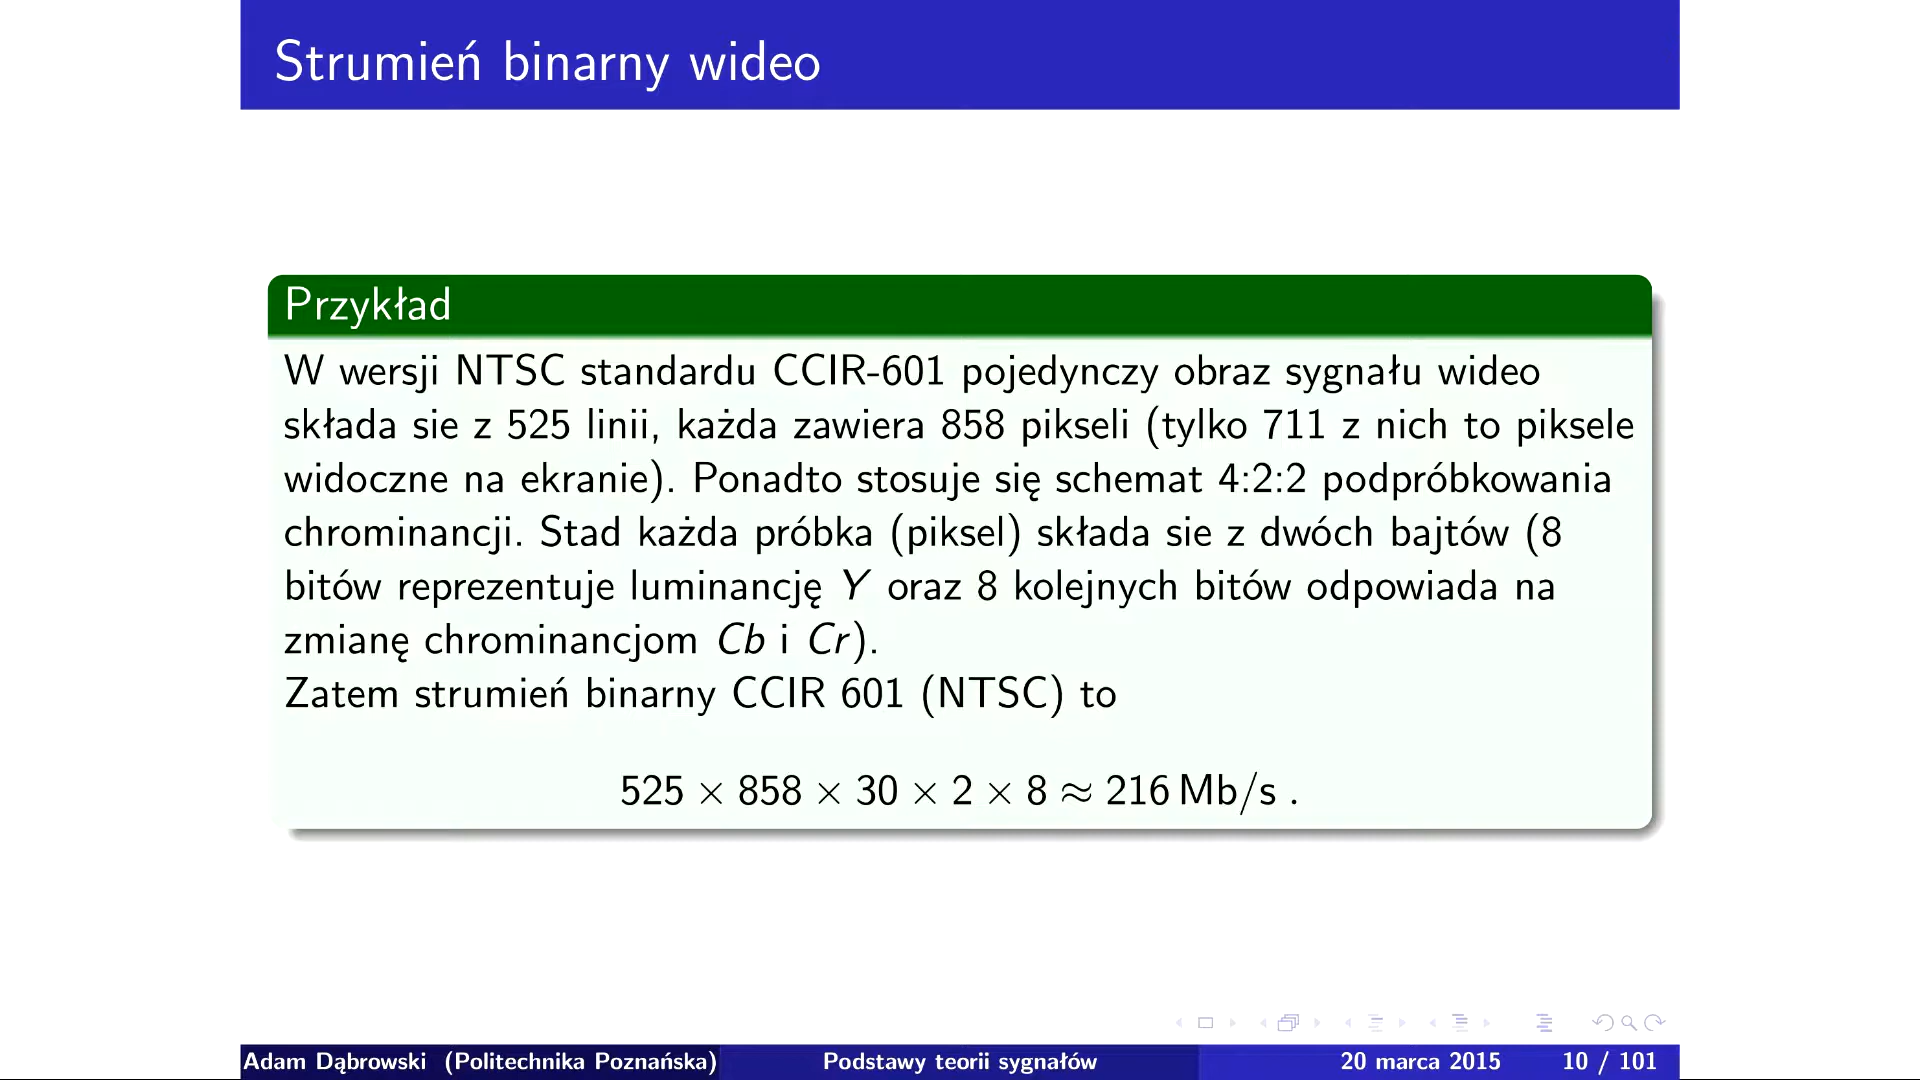 Strumień binarny wideo
Przykład
W wersji NTSC standardu CCIR-601 pojedynczy obraz sygnału wideo
składa sie z 525 linii, każda zawiera 858 pikseli (tylko 711 z nich to piksele
widoczne na ekranie). Ponadto stosuje się schemat 4:2:2 podpróbkowania
chrominancji. Stad każda próbka (piksel) składa sie z dwóch bajtów (8
bitów reprezentuje luminancję Y oraz 8 kolejnych bitów odpowiada na
zmianę chrominancjom Cb i Cr).
Zatem strumień binarny CCIR 601 (NTSC) to
525 × 858 × 30 × 2 × 8 ≈ 216 Mb/s .
Adam Dąbrowski (Politechnika Poznańska) Podstawy teorii sygnałów 20 marca 2015 10 / 101